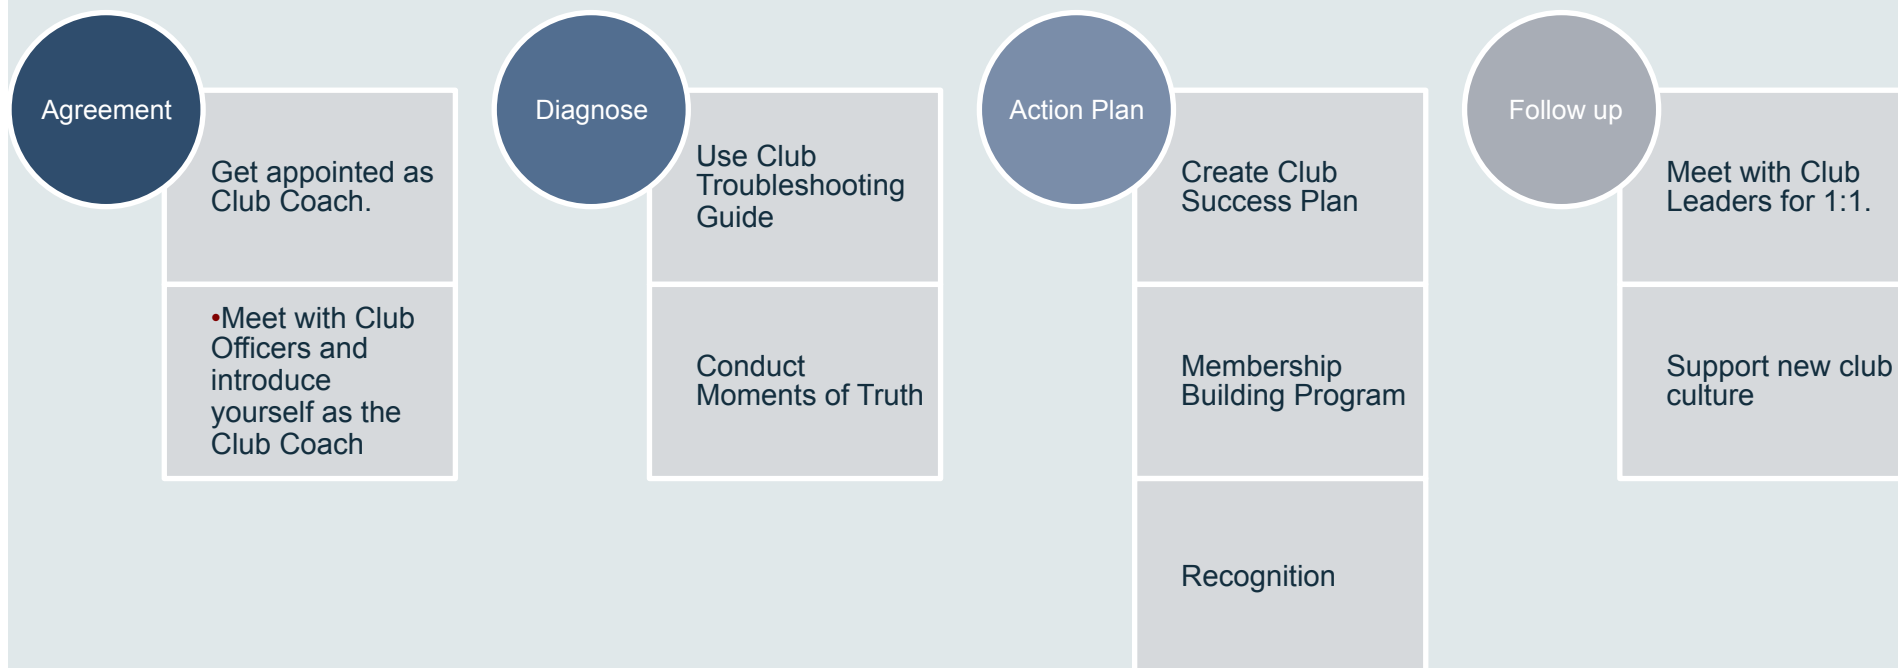 Agreement
Get appointed as
Club Coach.
•Meet with Club
Officers and
introduce
yourself as the
Club Coach
Diagnose
Use Club
Troubleshooting
Guide
Conduct
Moments of Truth
Action Plan
Create Club
Success Plan
Membership
Building Program
Recognition
Follow up
Meet with Club
Leaders for 1:1.
Support new club
culture